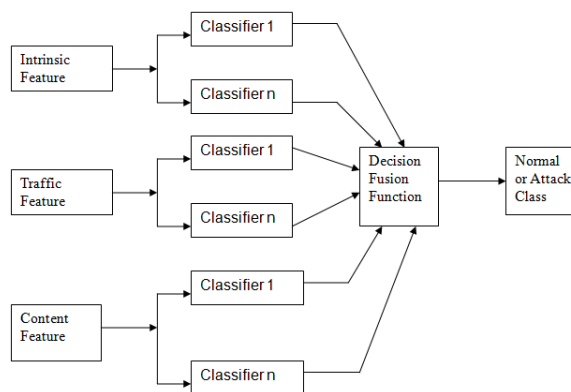 Classifier 1
Intrinsic
Feature
Classifier n
Classifier 1
Traffic
Feature
Classifier n
Decision
Fusion
Function
Normal
or Attack
Class
Classifier 1
Content
Feature
Classifier n